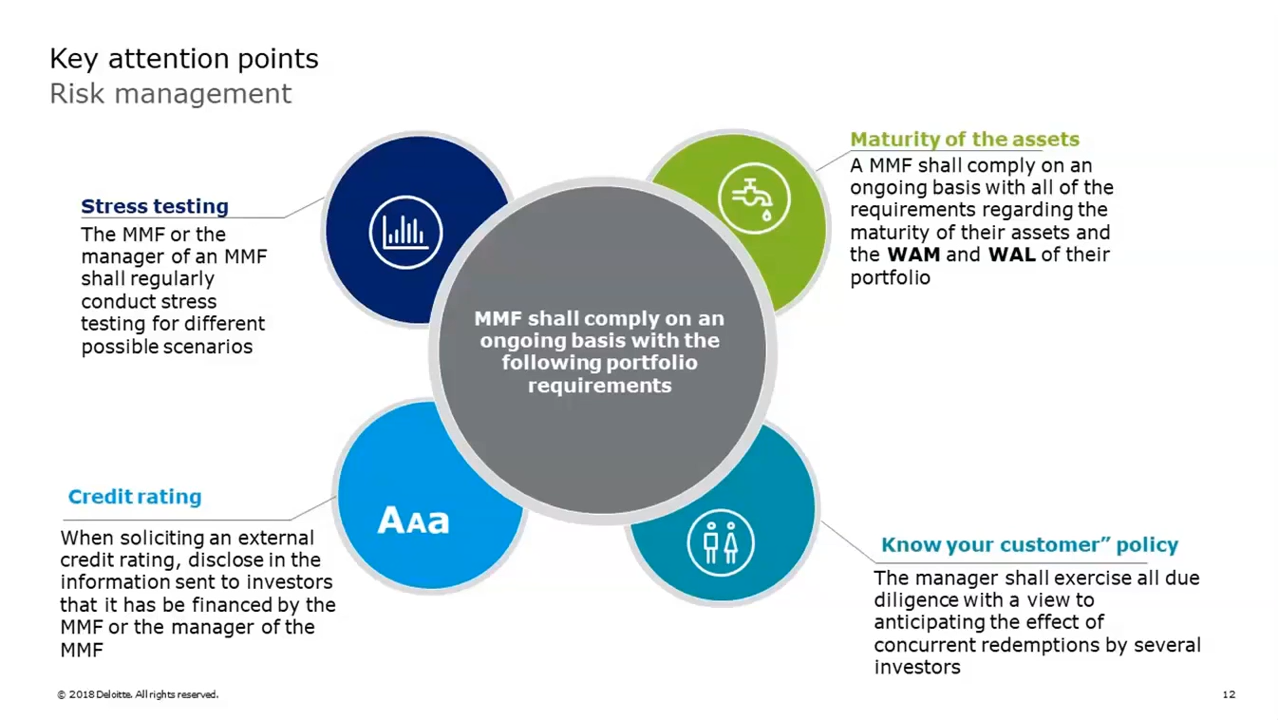 Key attention points
Risk management
Stress testing
The MMF or the
manager of an MMF
shall regularly
conduct stress
testing for different
possible scenarios
Maturity of the assets
A MMF shall comply on an
ongoing basis with all of the
requirements regarding the
maturity of their assets and
the WAM and WAL of their
portfolio
MMF shall comply on an
ongoing basis with the
following portfolio
requirements
Credit rating
When soliciting an external
credit rating, disclose in the
information sent to investors
that it has be financed by the
MMF or the manager of the
MMF
AAa
Know your customer” policy
The manager shall exercise all due
diligence with a view to
anticipating the effect of
concurrent redemptions by several
investors
© 2018 Deloitte. All rights reserved.
12